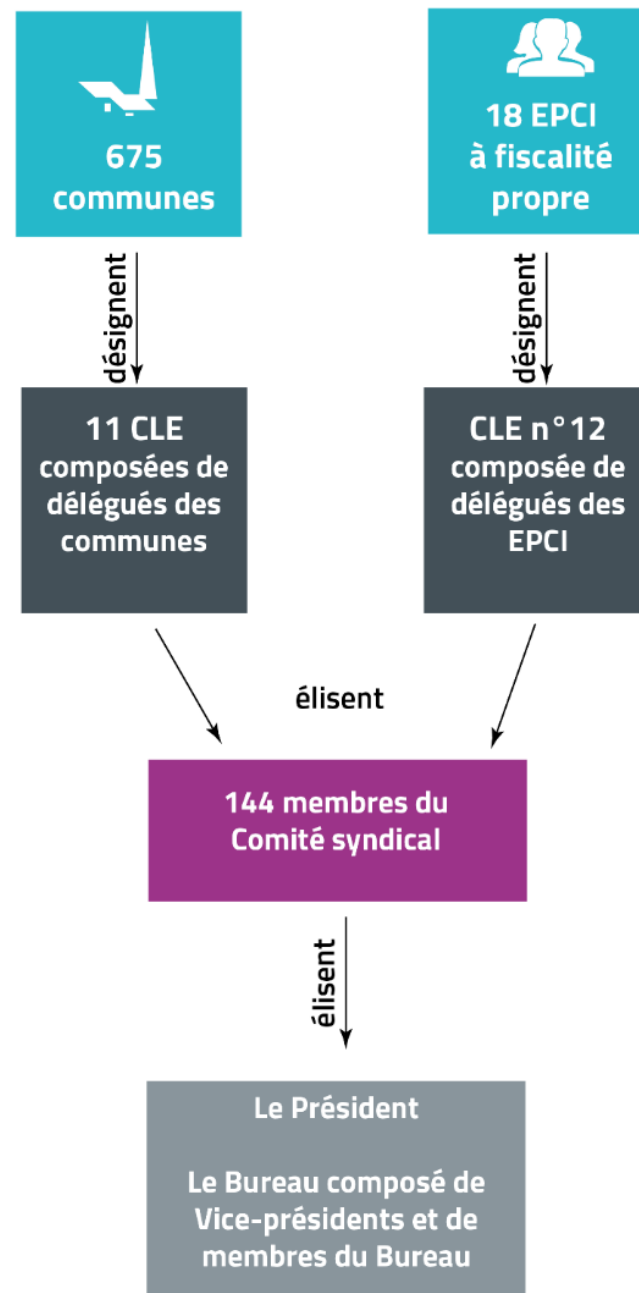 675
communes
18 EPCI
à fiscalité
propre
désignent
désignent
11 CLE
composées de
délégués des
communes
CLE n°12
composée de
délégués des
EPCI
élisent
144 membres du
Comité syndical
élisent
Le Président
Le Bureau composé de
Vice-présidents et de
membres du Bureau